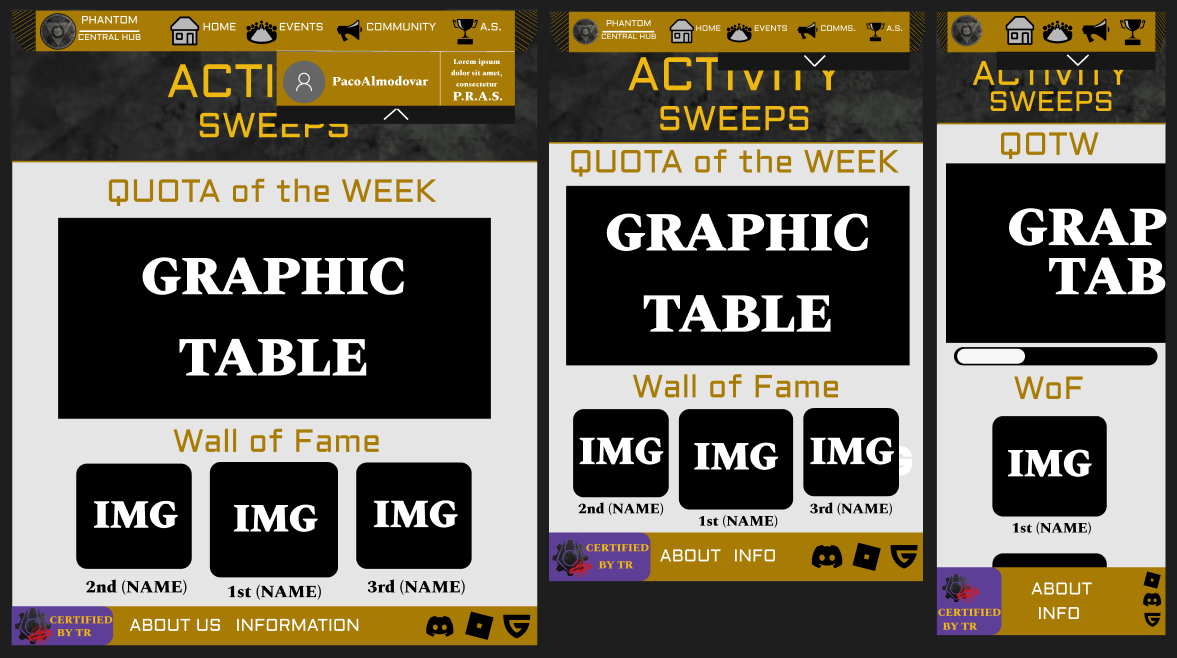 PHANTOM
CENTRAL HUB
HOME
EVENTS
COMMUNITY
A.S.
PacoAlmodovar
Lorem ipsum
dolor sit amet,
consectetur
P.R.A.S.
ACTI
SWEEPS
QUOTA of the WEEK
GRAPHIC
TABLE
Wall of Fame
IMG
IMG
IMG
2nd (NAME)
1st (NAME)
3rd (NAME)
CERTIFIED
BY TR
ABOUT US
INFORMATION
PHANTOM
CENTRAL HUB
HOME
EVENTS
COMMS.
A.S.
ACTIVITY
SWEEPS
QUOTA of the WEEK
GRAPHIC
TABLE
Wall of Fame
IMG
IMG
IMG
2nd (NAME)
1st (NAME)
3rd (NAME)
CERTIFIED
BY TR
ABOUT
INFO
ACTIVITY
SWEEPS
QOTW
GRAP
TAB
WoF
IMG
1st (NAME)
CERTIFIED
BY TR
ABOUT
INFO